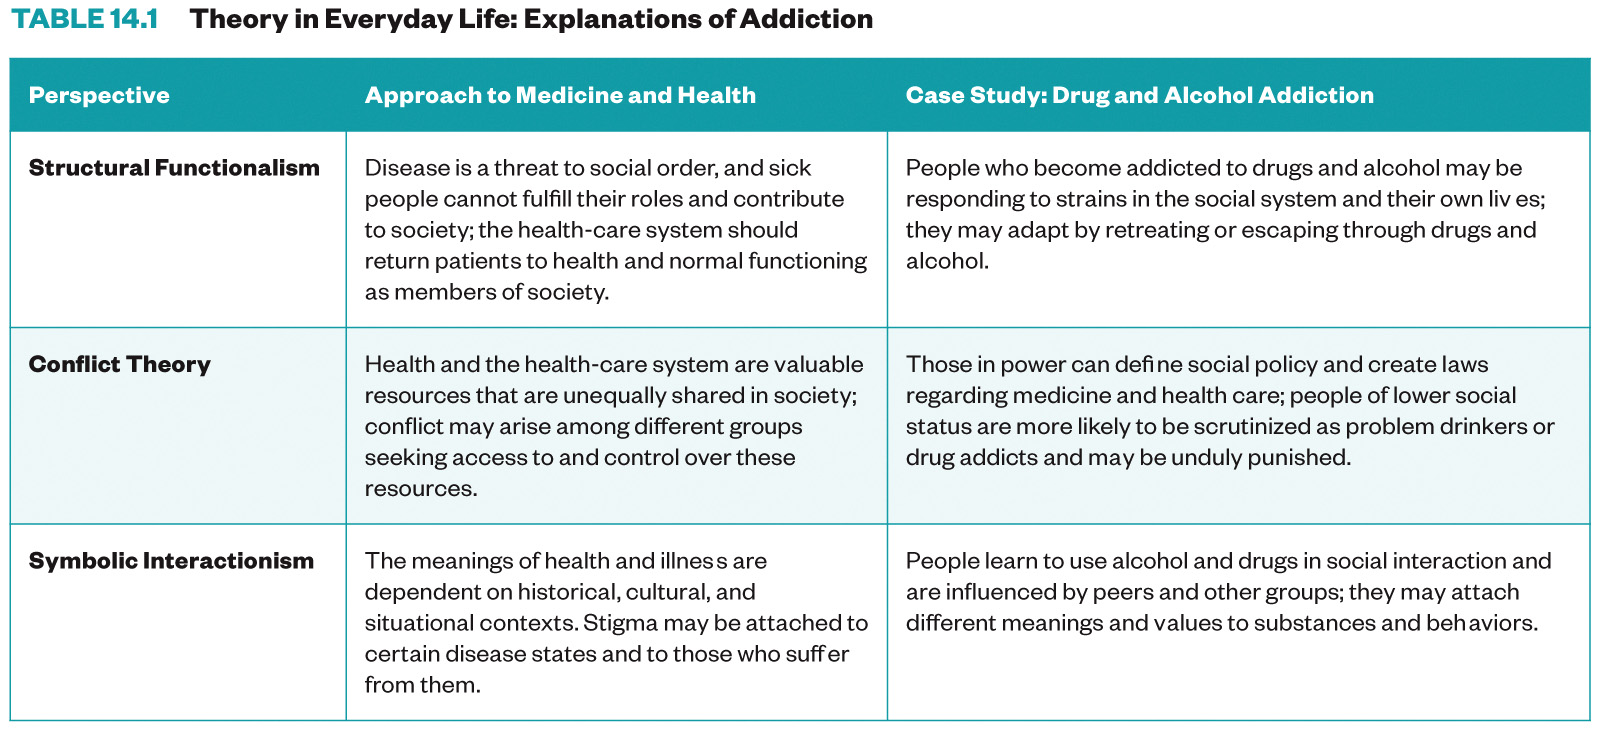 TABLE 14.1 Theory in Everyday Life: Explanations of Addiction
Perspective
Approach to Medicine and Health
Case Study: Drug and Alcohol Addiction
Structural Functionalism
Disease is a threat to social order, and sick
people cannot fulfill their roles and contribute
to society; the health-care system should
return patients to health and normal functioning
as members of society.
People who become addicted to drugs and alcohol may be
responding to strains in the social system and their own liv es;
they may adapt by retreating or escaping through drugs and
alcohol.
Conflict Theory
Health and the health-care system are valuable
resources that are unequally shared in society;
conflict may arise among different groups
seeking access to and control over these
resources.
Those in power can define social policy and create laws
regarding medicine and health care; people of lower social
status are more likely to be scrutinized as problem drinkers or
drug addicts and may be unduly punished.
Symbolic Interactionism
The meanings of health and illnes s are
dependent on historical, cultural, and
situational contexts. Stigma may be attached to
certain disease states and to those who suffer
from them.
People learn to use alcohol and drugs in social interaction and
are influenced by peers and other groups; they may attach
different meanings and values to substances and behaviors.